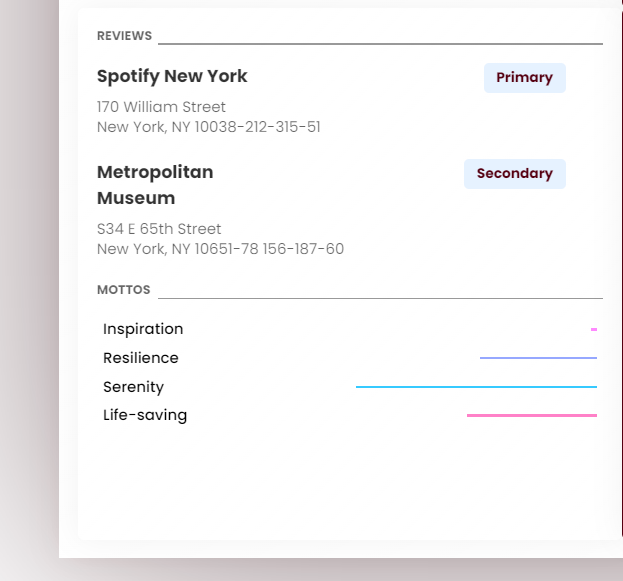 REVIEWS
Spotify New York
Primary
170 William Street
New York, NY 10038-212-315-51
Metropolitan
Museum
Secondary
S34 E 65th Street
New York, NY 10651-78 156-187-60
MOTTOS
Inspiration
Resilience
Serenity
Life-saving